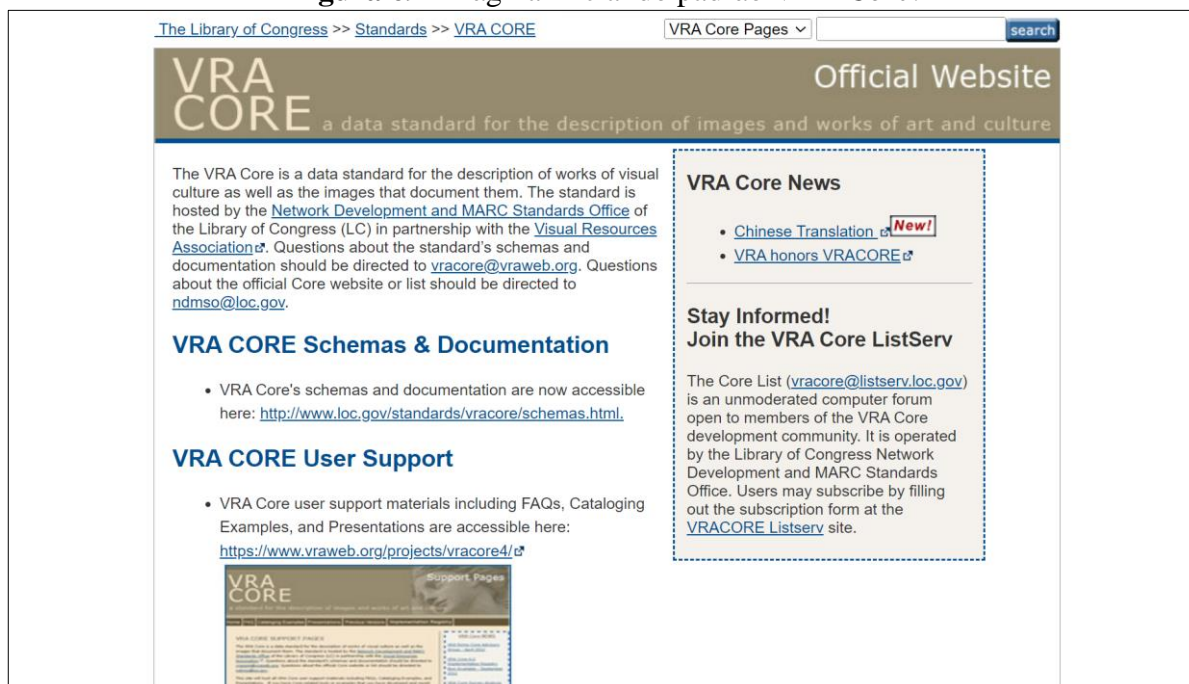 The Library of Congress >> Standards >> VRA CORE
VRA Core Pages
search
VRA
CORE
Official Website
a data standard for the description of images and works of art and culture
The VRA Core is a data standard for the description of works of visual
culture as well as the images that document them. The standard is
hosted by the Network Development and MARC Standards Office of
the Library of Congress (LC) in partnership with the Visual Resources
Association. Questions about the standard's schemas and
documentation should be directed to vracore@vraweb.org. Questions
about the official Core website or list should be directed to
ndmso@loc.gov.
VRA CORE Schemas & Documentation
• VRA Core's schemas and documentation are now accessible
here: http://www.loc.gov/standards/vracore/schemas.html.
VRA CORE User Support
• VRA Core user support materials including FAQs, Cataloging
Examples, and Presentations are accessible here:
https://www.vraweb.org/projects/vracore4/
VRA
CORE
Support Pages
VRA CORE SUPPORT PAGES
VRA Core News
• Chinese Translation New!
• VRA honors VRACORE
Stay Informed!
Join the VRA Core ListServ
The Core List (vracore@listserv.loc.gov)
is an unmoderated computer forum
open to members of the VRA Core
development community. It is operated
by the Library of Congress Network
Development and MARC Standards
Office. Users may subscribe by filling
out the subscription form at the
VRACORE Listserv site.